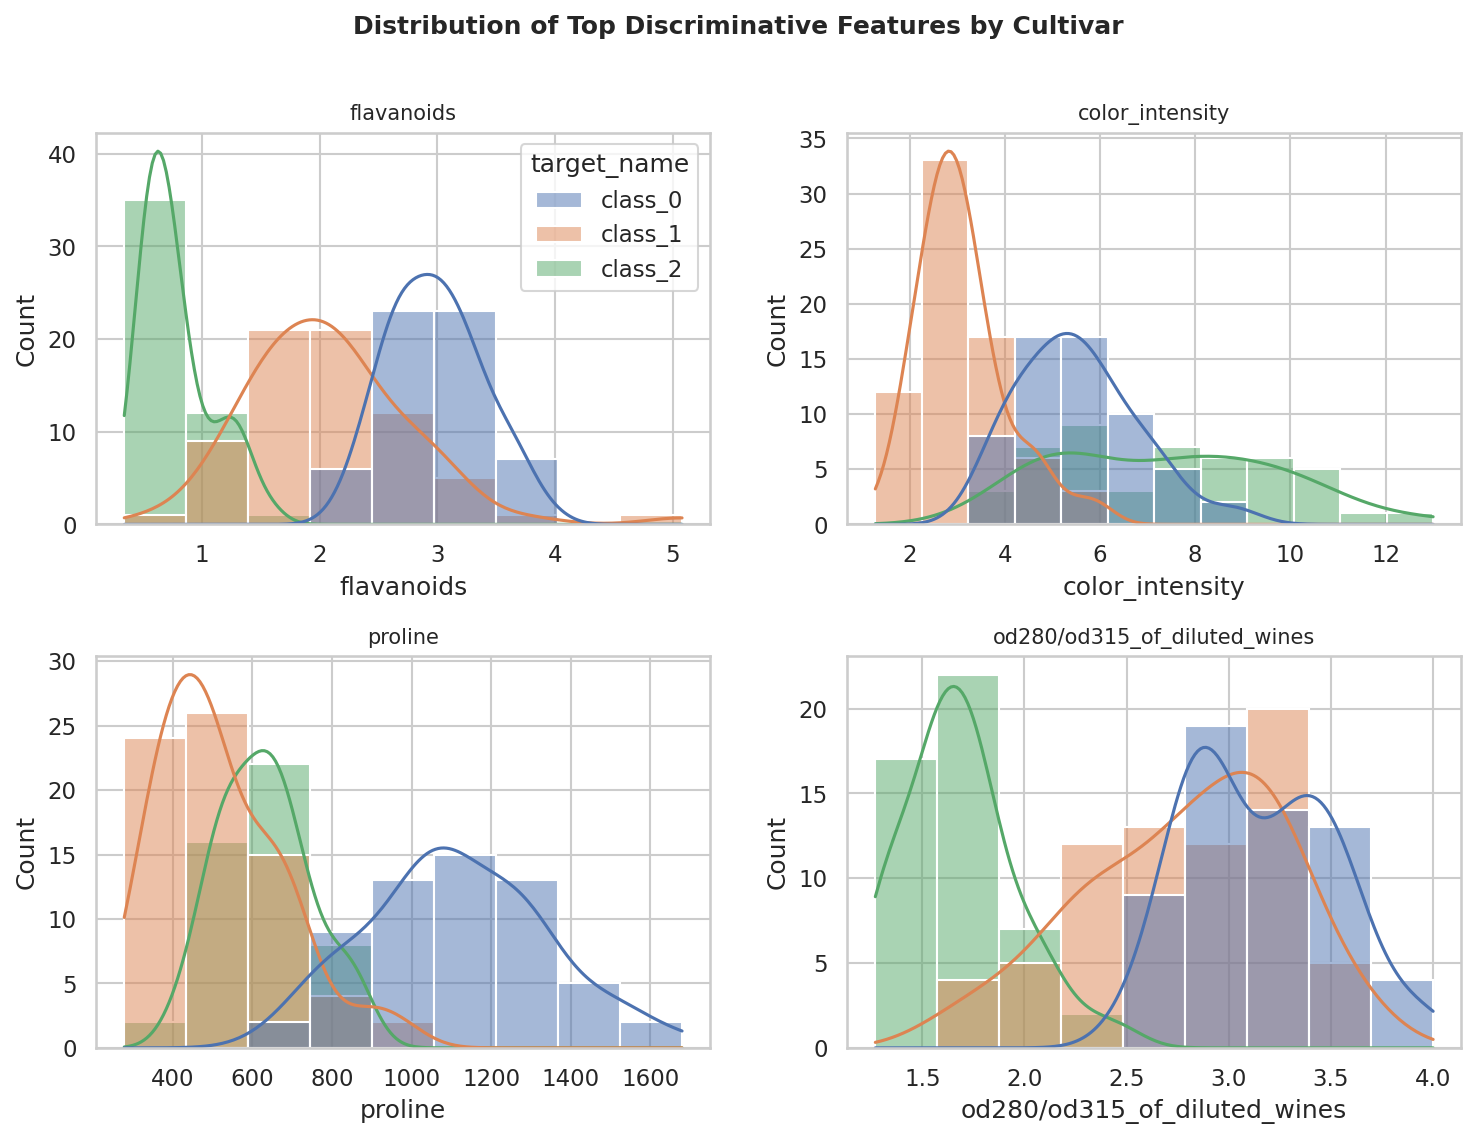 Distribution of Top Discriminative Features by Cultivar
flavanoids
40
30
20
10
0
Count
1 2 3 4 5
flavanoids
target_name
class_0
class_1
class_2
color_intensity
35
30
25
20
15
10
5
0
Count
2 4 6 8 10 12
color_intensity
proline
30
25
20
15
10
5
0
Count
400 600 800 1000 1200 1400 1600
proline
od280/od315_of_diluted_wines
20
15
10
5
0
Count
1.5 2.0 2.5 3.0 3.5 4.0
od280/od315_of_diluted_wines